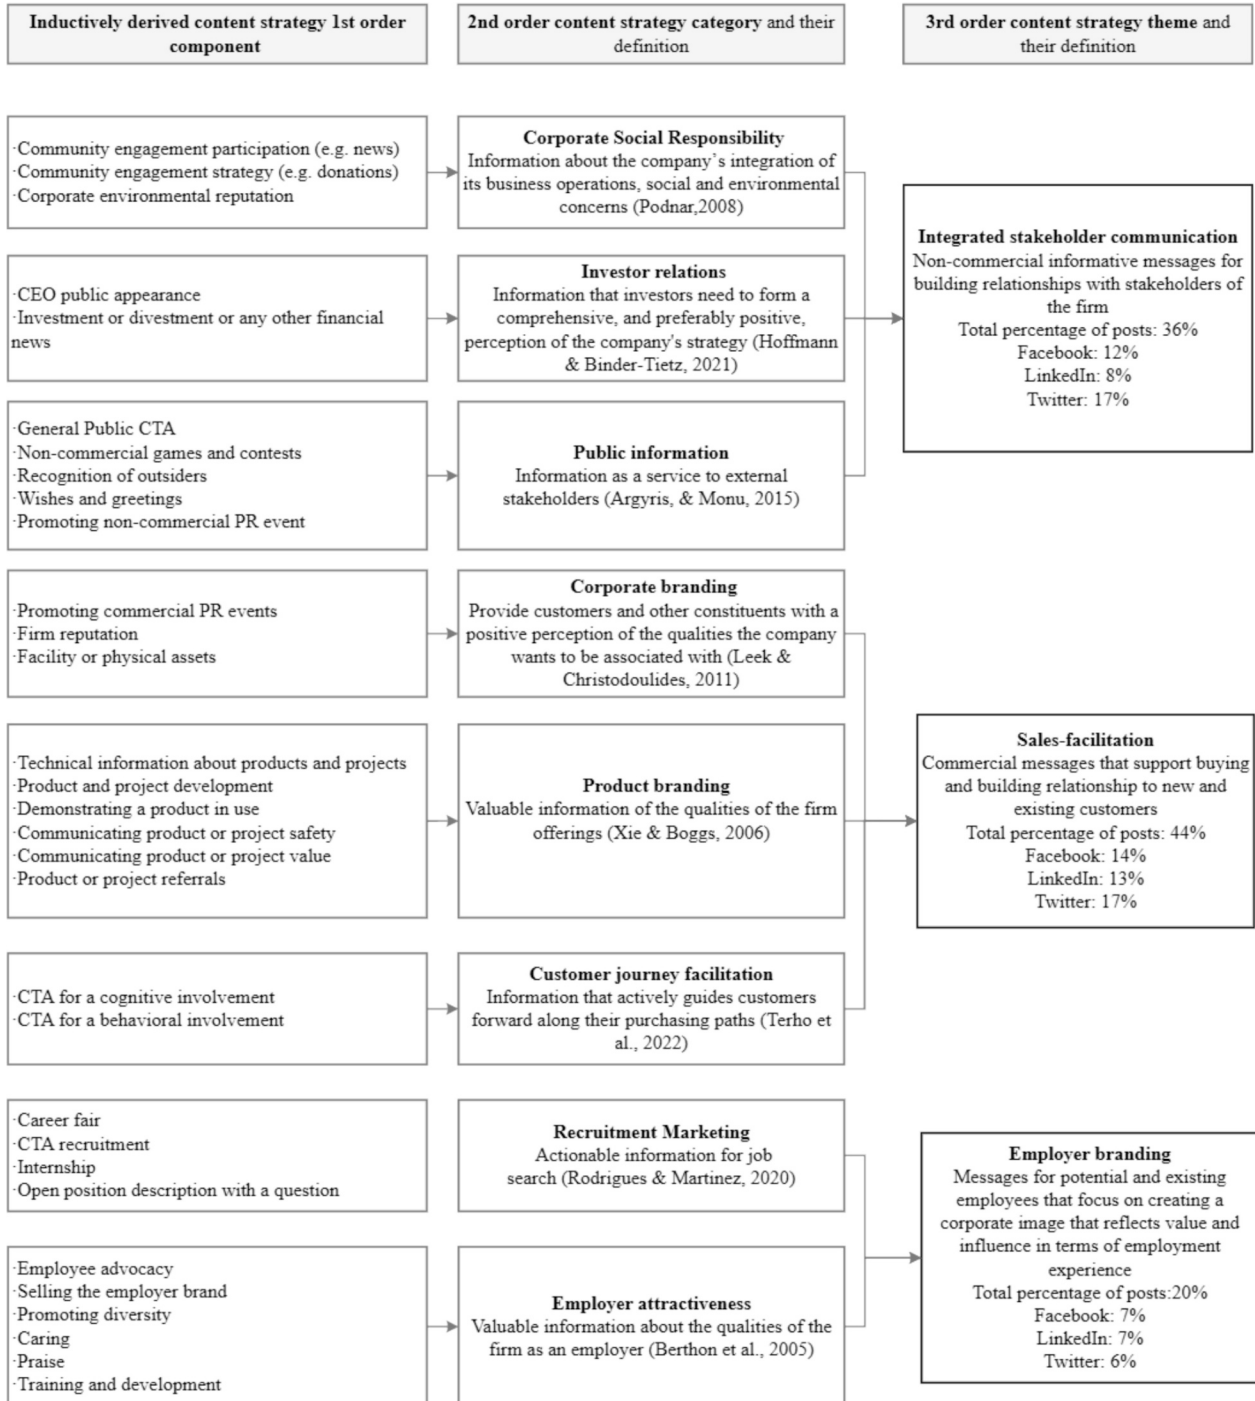 Inductively derived content strategy 1st order
component
2nd order content strategy category and their
definition
3rd order content strategy theme and
their definition
·Community engagement participation (e.g. news)
·Community engagement strategy (e.g. donations)
·Corporate environmental reputation
Corporate Social Responsibility
Information about the company's integration of
its business operations, social and environmental
concerns (Podnar,2008)
·CEO public appearance
·Investment or divestment or any other financial
news
Investor relations
Information that investors need to form a
comprehensive, and preferably positive,
perception of the company's strategy (Hoffmann
& Binder-Tietz, 2021)
·General Public CTA
·Non-commercial games and contests
·Recognition of outsiders
·Wishes and greetings
·Promoting non-commercial PR event
Public information
Information as a service to external
stakeholders (Argyris, & Monu, 2015)
Integrated stakeholder communication
Non-commercial informative messages for
building relationships with stakeholders of
the firm
Total percentage of posts: 36%
Facebook: 12%
LinkedIn: 8%
Twitter: 17%
·Promoting commercial PR events
·Firm reputation
·Facility or physical assets
Corporate branding
Provide customers and other constituents with a
positive perception of the qualities the company
wants to be associated with (Leek &
Christodoulides, 2011)
·Technical information about products and projects
·Product and project development
·Demonstrating a product in use
·Communicating product or project safety
·Communicating product or project value
·Product or project referrals
Product branding
Valuable information of the qualities of the firm
offerings (Xie & Boggs, 2006)
·CTA for a cognitive involvement
·CTA for a behavioral involvement
Customer journey facilitation
Information that actively guides customers
forward along their purchasing paths (Terho et
al., 2022)
Sales-facilitation
Commercial messages that support buying
and building relationship to new and
existing customers
Total percentage of posts: 44%
Facebook: 14%
LinkedIn: 13%
Twitter: 17%
·Career fair
·CTA recruitment
·Internship
·Open position description with a question
Recruitment Marketing
Actionable information for job
search (Rodrigues & Martinez, 2020)
·Employee advocacy
·Selling the employer brand
·Promoting diversity
·Caring
·Praise
·Training and development
Employer attractiveness
Valuable information about the qualities of the
firm as an employer (Berthon et al., 2005)
Employer branding
Messages for potential and existing
employees that focus on creating a
corporate image that reflects value and
influence in terms of employment
experience
Total percentage of posts:20%
Facebook: 7%
LinkedIn: 7%
Twitter: 6%